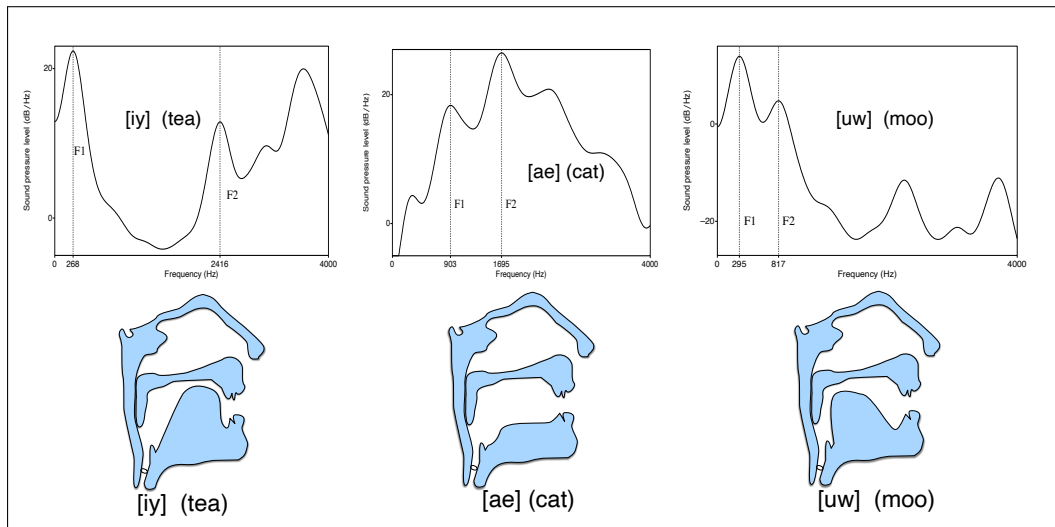 Sound pressure level (dB/ Hz)
20
0
[iy] (tea)
F1
F2
0 268 2416 4000
Frequency (Hz)
Sound pressure level (dB/ Hz)
20
0
[ae] (cat)
F1
F2
0 903 1695 4000
Frequency (Hz)
Sound pressure level (dB/ Hz)
0
−20
[uw] (moo)
F1
F2
0 295 817 4000
Frequency (Hz)
[iy] (tea)
[ae] (cat)
[uw] (moo)